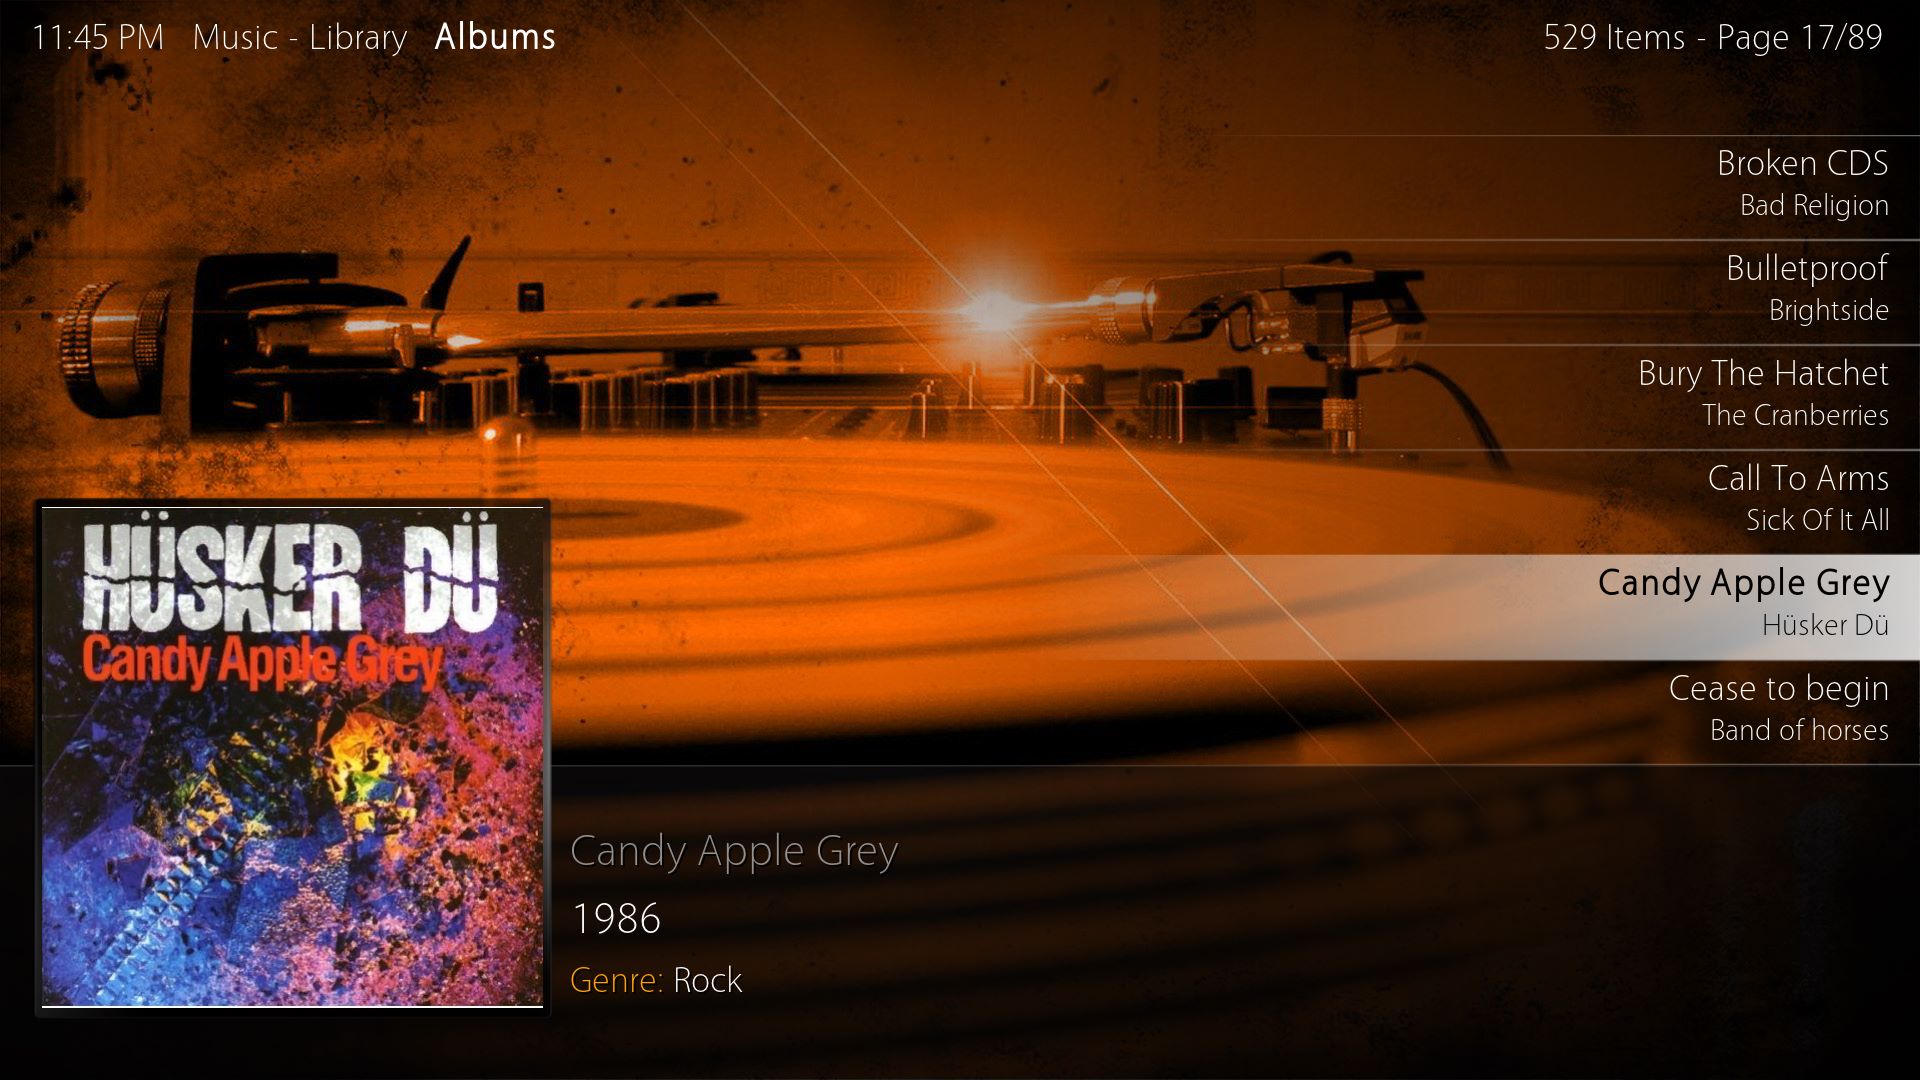 11:45 PM Music - Library Albums
529 Items - Page 17/89
Broken CDS
Bad Religion
Bulletproof
Brightside
Bury The Hatchet
The Cranberries
Call To Arms
Sick Of It All
Candy Apple Grey
Hüsker Dü
Cease to begin
Band of horses
HÜSKER DÜ
Candy Apple Grey
Candy Apple Grey
1986
Genre: Rock